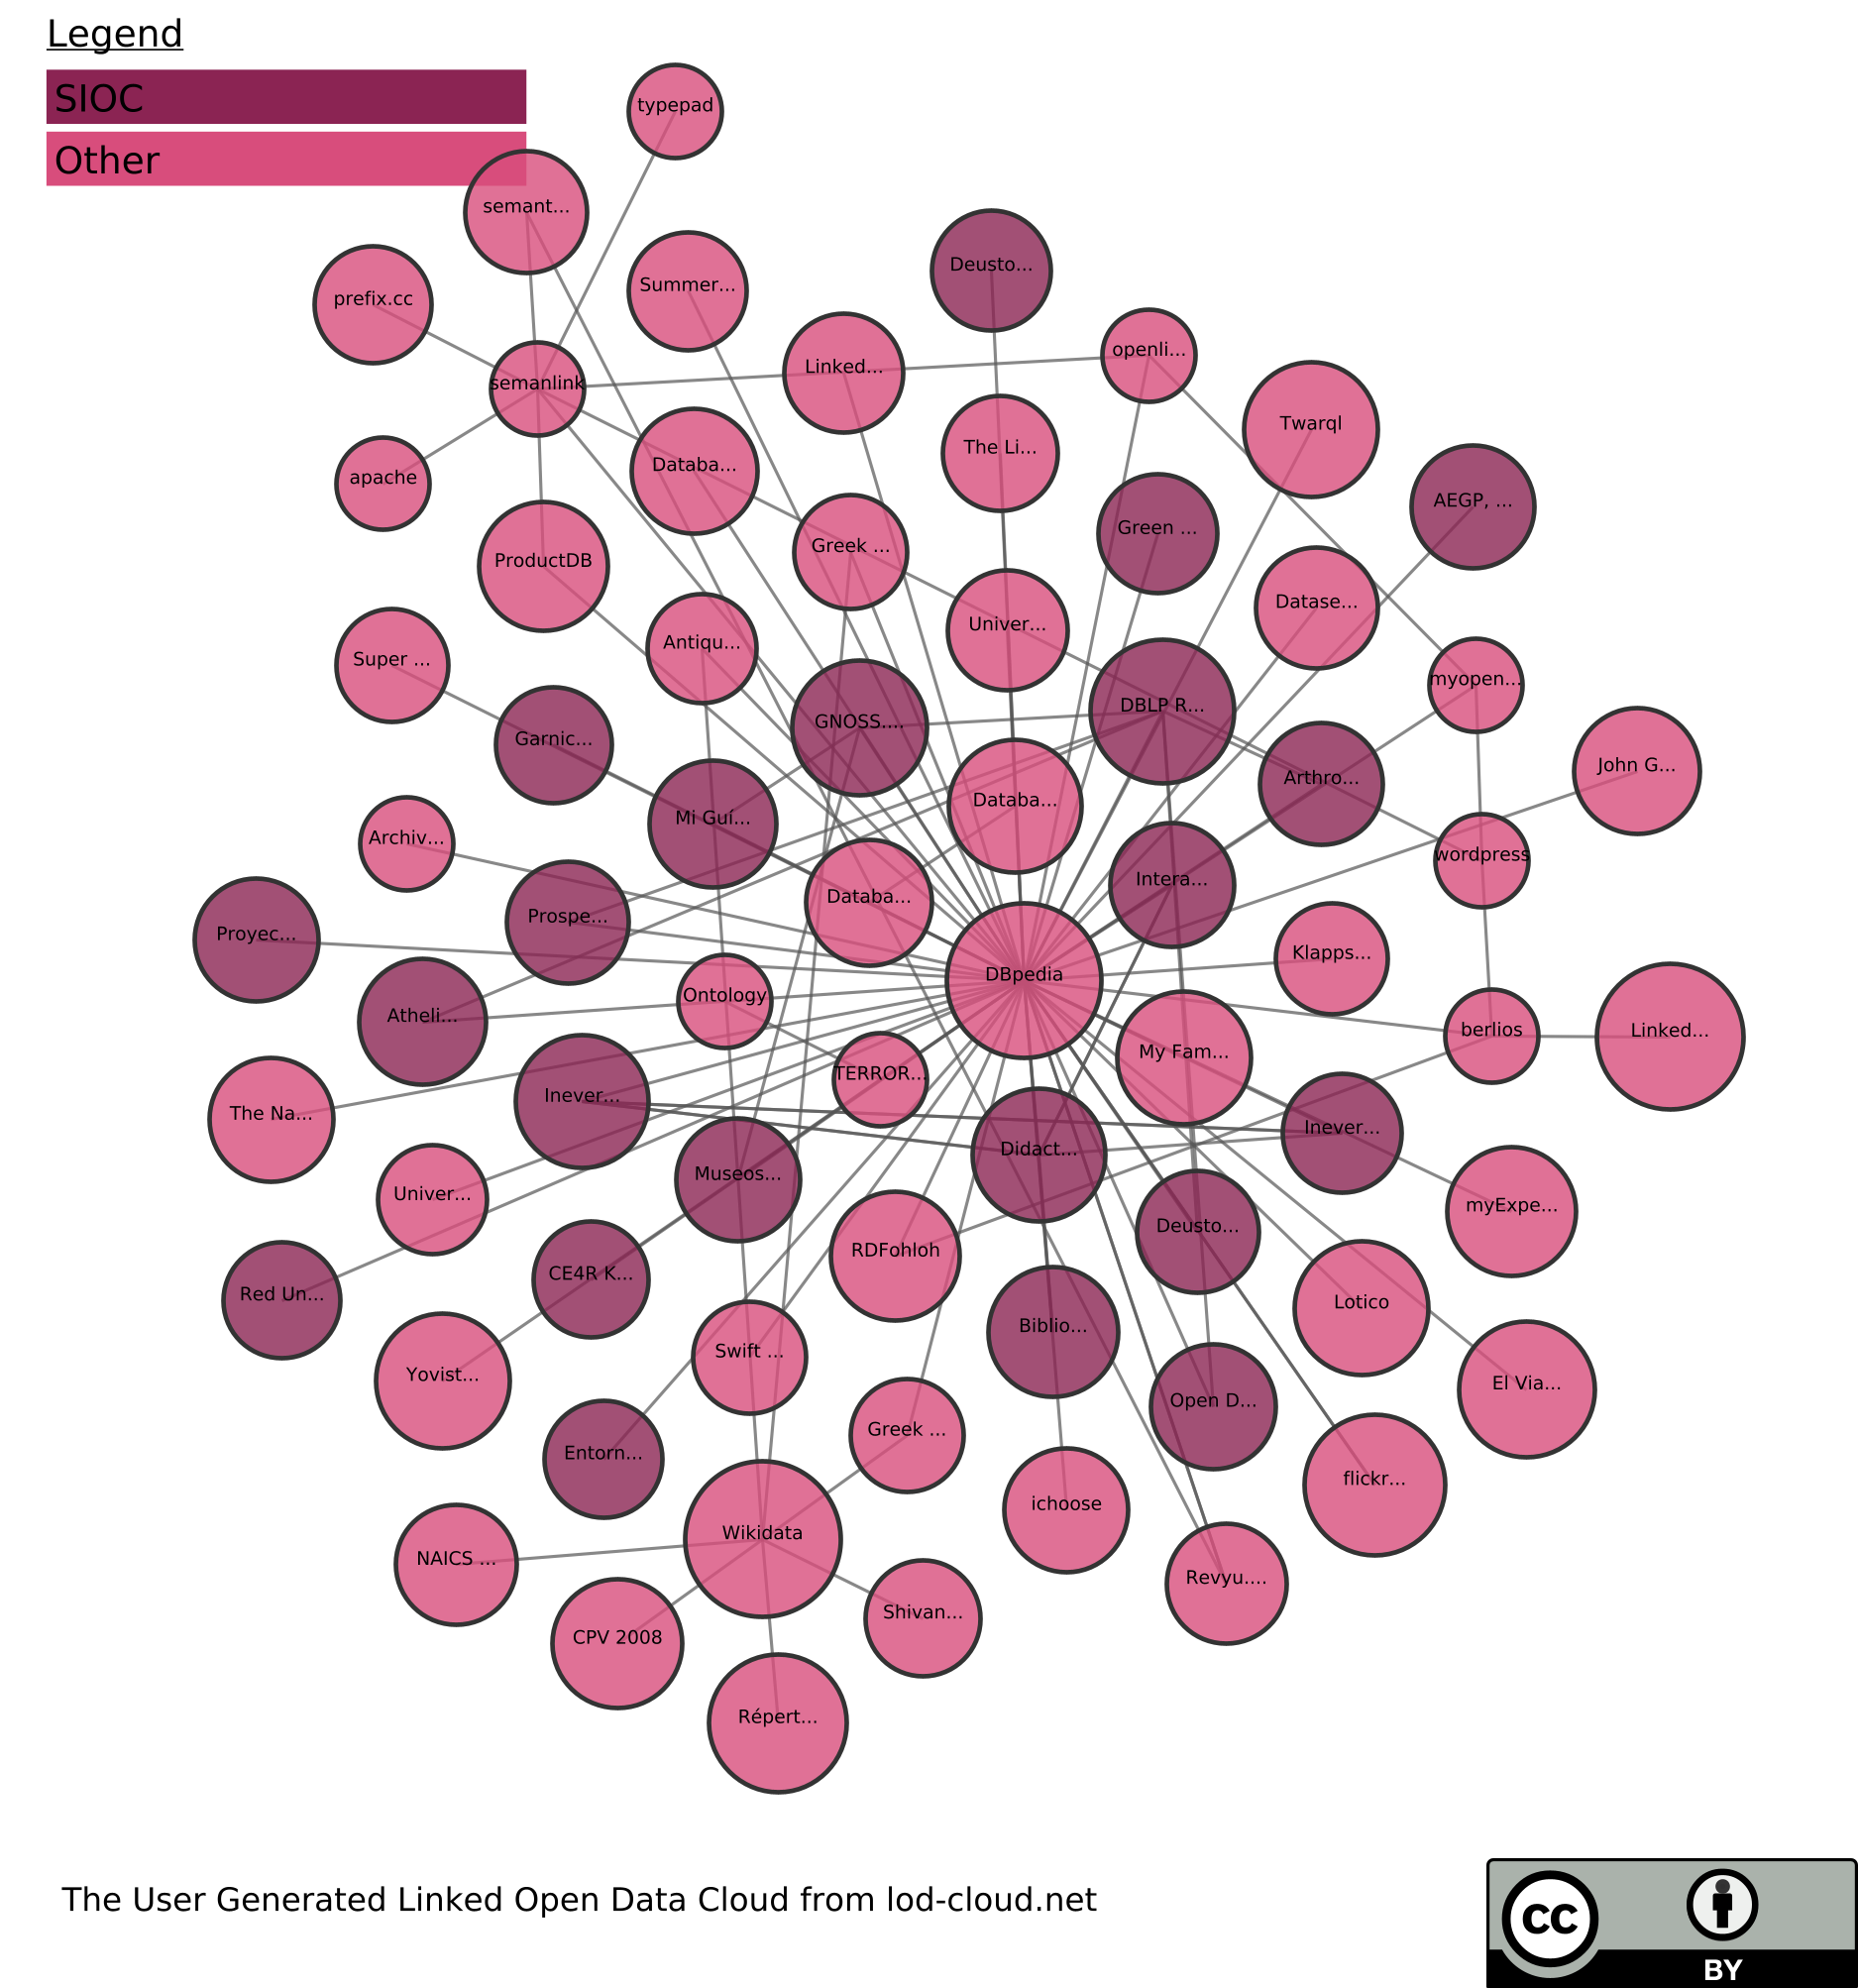 Legend
SIOC
Other
typepad
semant...
prefix.cc
Summer...
Deusto...
openli...
Linked...
semanlink
Twarql
The Li...
Databa...
apache
AEGP, ...
Green ...
Greek ...
ProductDB
Datase...
Univer...
Antiqu...
Super ...
myopen...
DBLP R...
GNOSS....
Garnic...
John G...
Arthro...
Databa...
Mi Guí...
Archiv...
wordpress
Intera...
Databa...
Prospe...
Proyec...
Klapps...
DBpedia
Ontology
Atheli...
berlios
Linked...
My Fam...
TERROR...
Inever...
The Na...
Inever...
Didact...
Museos...
Univer...
myExpe...
Deusto...
RDFohloh
CE4R K...
Red Un...
Lotico
Biblio...
Swift ...
Yovist...
El Via...
Open D...
Greek ...
Entorn...
flickr...
ichoose
Wikidata
NAICS ...
Revyu....
Shivan...
CPV 2008
Répert...
The User Generated Linked Open Data Cloud from lod-cloud.net
cc
BY